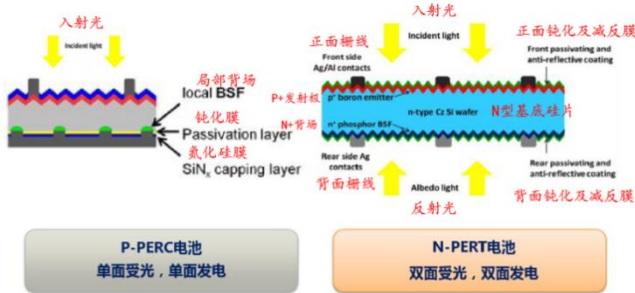 入射光
Incident light
局部背场
local BSF
钝化膜
Passivation layer
氮化硅膜
SiNx capping layer
P-PERC电池
单面受光，单面发电
入射光
Incident light
正面栅线
Front side
Ag/Al contacts
正面钝化及减反膜
Front passivating and
anti-reflective coating
P+发射极
p+ boron emitter
n-type Cz Si wafer
N型基底硅片
N+背场
n+ phosphor BSF
Rear side Ag
contacts
背面栅线
Albedo light
反射光
Rear passivating and
anti-reflective coating
背面钝化及减反膜
N-PERT电池
双面受光，双面发电